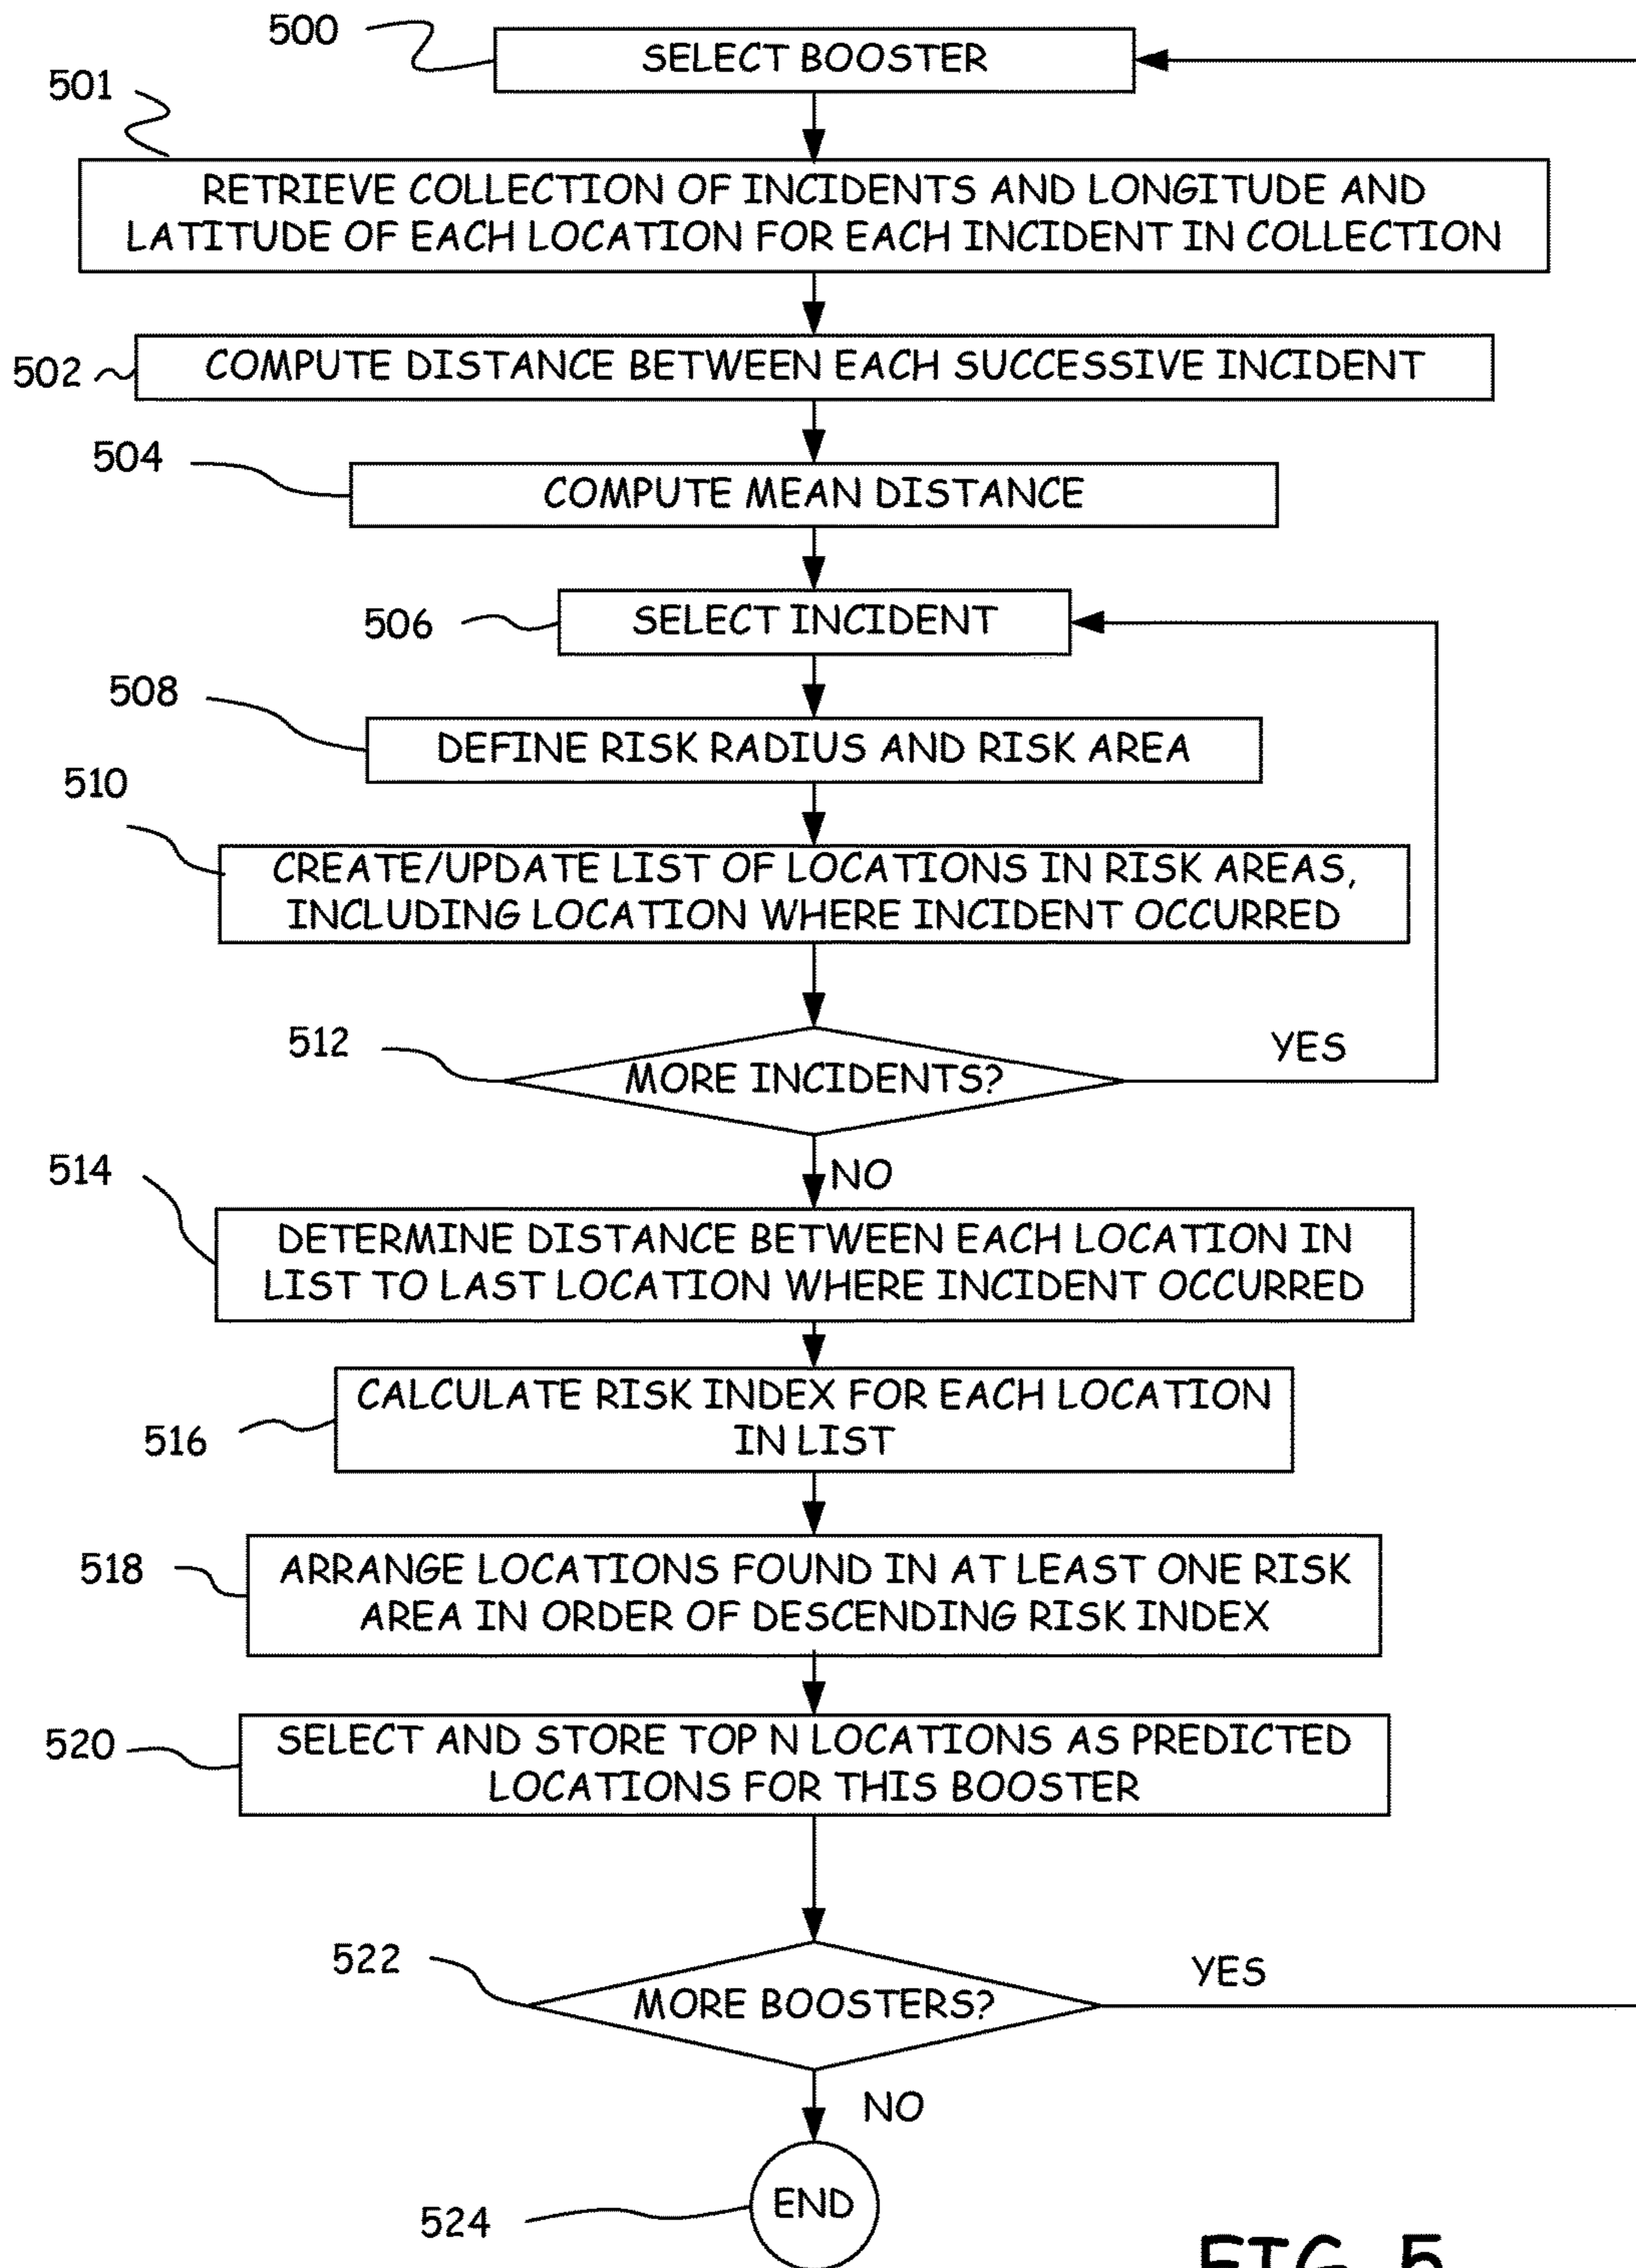 500
SELECT BOOSTER
501
RETRIEVE COLLECTION OF INCIDENTS AND LONGITUDE AND
LATITUDE OF EACH LOCATION FOR EACH INCIDENT IN COLLECTION
502
COMPUTE DISTANCE BETWEEN EACH SUCCESSIVE INCIDENT
504
COMPUTE MEAN DISTANCE
506
SELECT INCIDENT
508
DEFINE RISK RADIUS AND RISK AREA
510
CREATE/UPDATE LIST OF LOCATIONS IN RISK AREAS,
INCLUDING LOCATION WHERE INCIDENT OCCURRED
512
MORE INCIDENTS?
YES
NO
514
DETERMINE DISTANCE BETWEEN EACH LOCATION IN
LIST TO LAST LOCATION WHERE INCIDENT OCCURRED
516
CALCULATE RISK INDEX FOR EACH LOCATION
IN LIST
518
ARRANGE LOCATIONS FOUND IN AT LEAST ONE RISK
AREA IN ORDER OF DESCENDING RISK INDEX
520
SELECT AND STORE TOP N LOCATIONS AS PREDICTED
LOCATIONS FOR THIS BOOSTER
522
MORE BOOSTERS?
YES
NO
524
END
FIG. 5